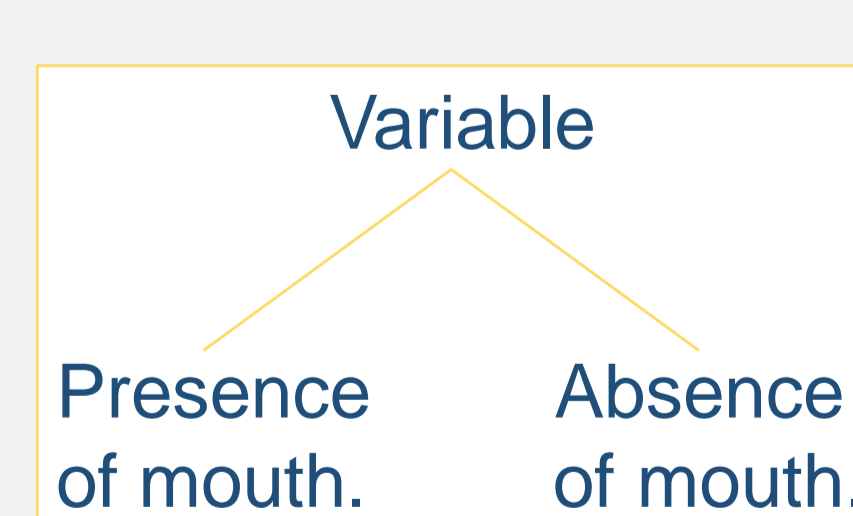 Variable
Presence Absence
of mouth. of mouth.